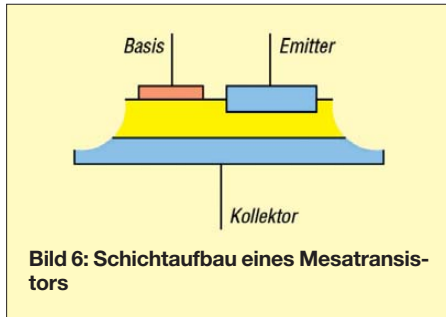 Basis Emitter
Kollektor
Bild 6: Schichtaufbau eines Mesatransis-
tors